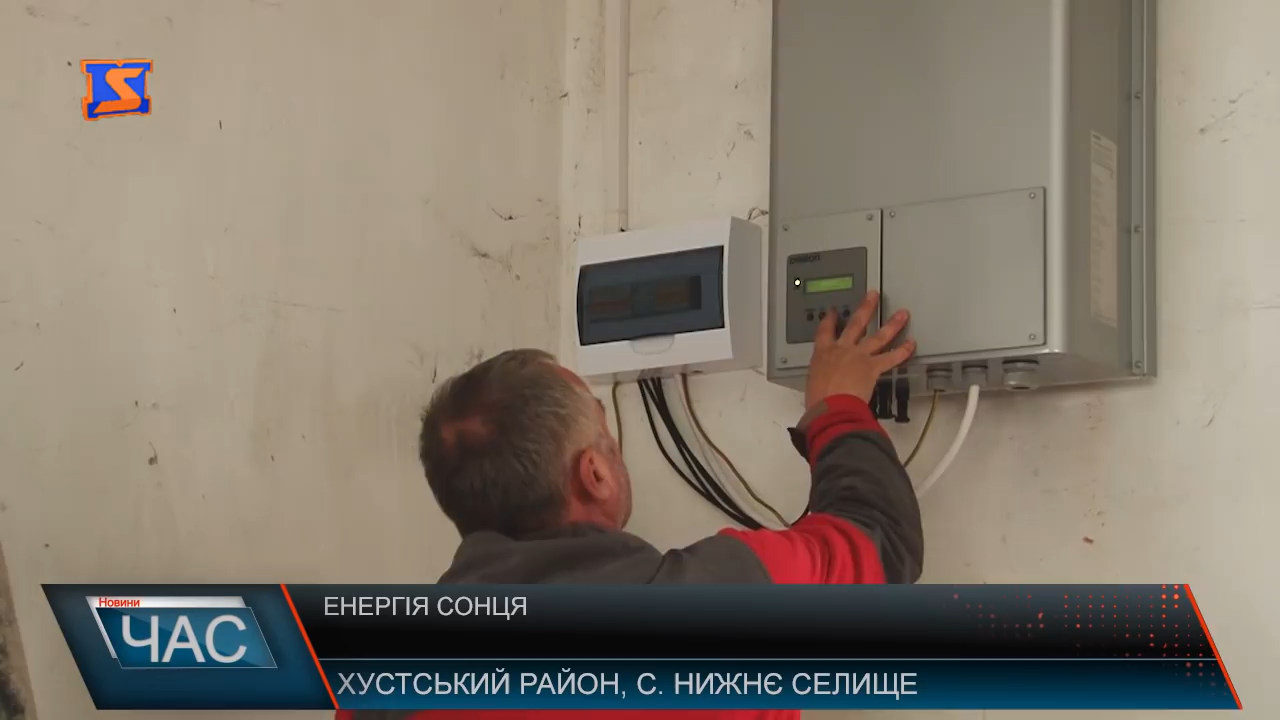 Новини
ЧАС
ЕНЕРГІЯ СОНЦЯ
ХУСТСЬКИЙ РАЙОН, С. НИЖНЄ СЕЛИЩЕ